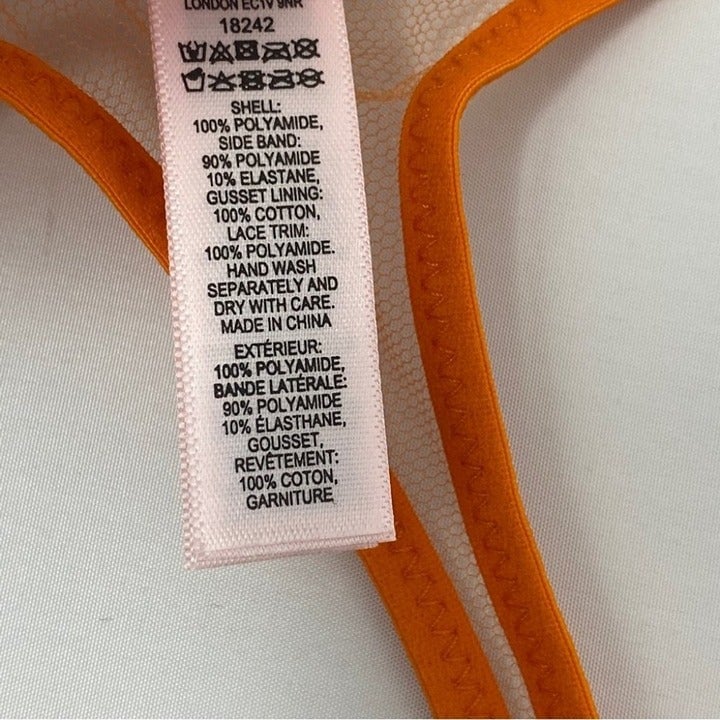 LONDON EC1V 9NR
18242
SHELL:
100% POLYAMIDE,
SIDE BAND:
90% POLYAMIDE
10% ELASTANE,
GUSSET LINING:
100% COTTON,
LACE TRIM:
100% POLYAMIDE.
HAND WASH
SEPARATELY AND
DRY WITH CARE.
MADE IN CHINA
EXTÉRIEUR:
100% POLYAMIDE,
BANDE LATÉRALE:
90% POLYAMIDE
10% ÉLASTHANE,
GOUSSET,
REVÊTEMENT:
100% COTON,
GARNITURE